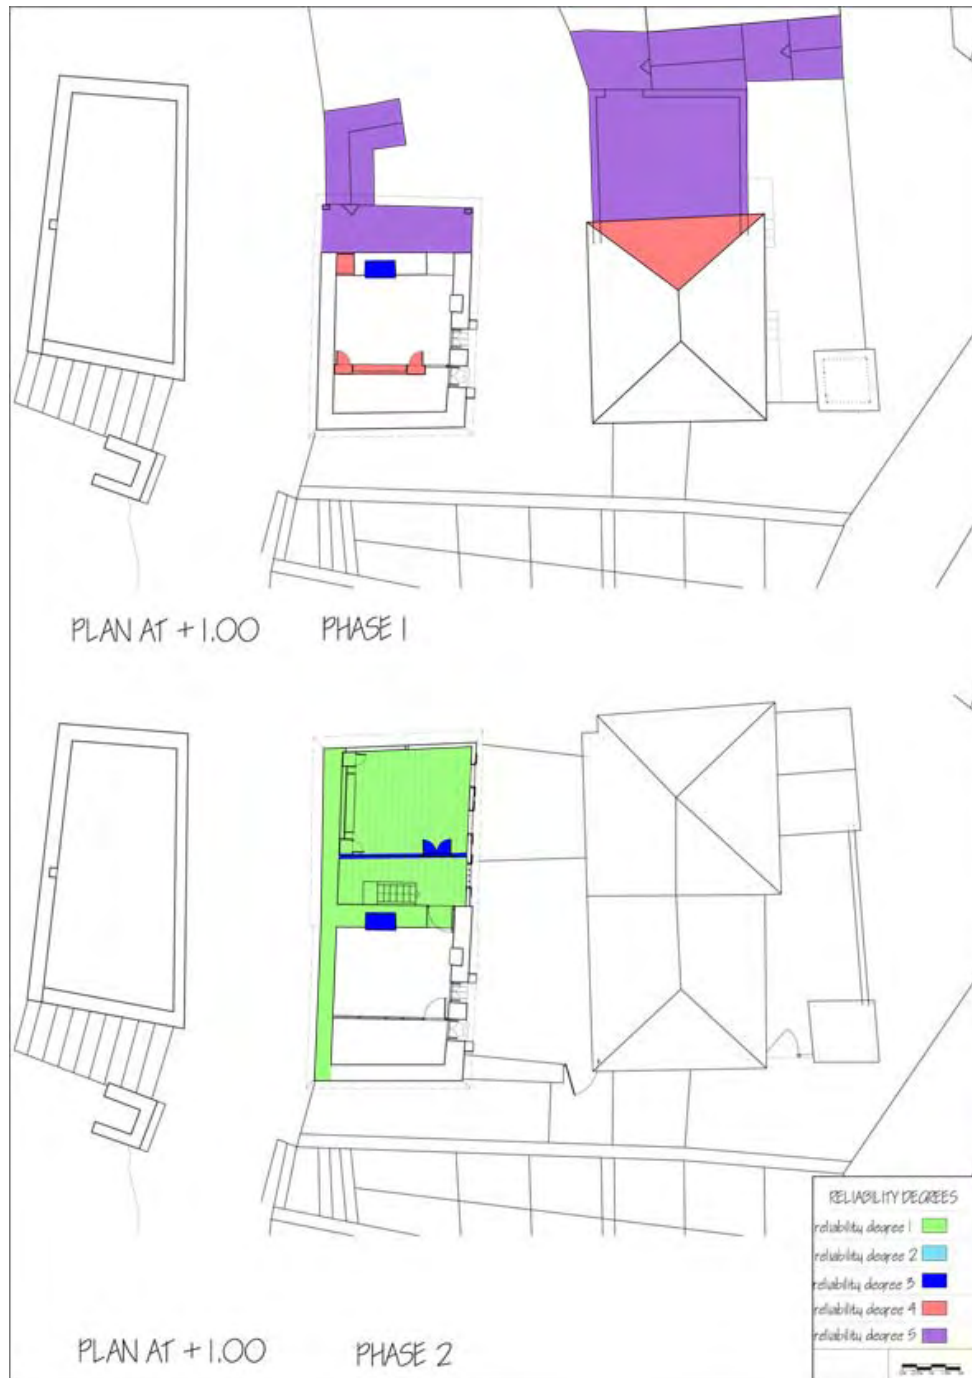 PLAN AT +1.00 PHASE 1
PLAN AT +1.00 PHASE 2
RELIABILITY DEGREES
reliability degree 1
reliability degree 2
reliability degree 3
reliability degree 4
reliability degree 5